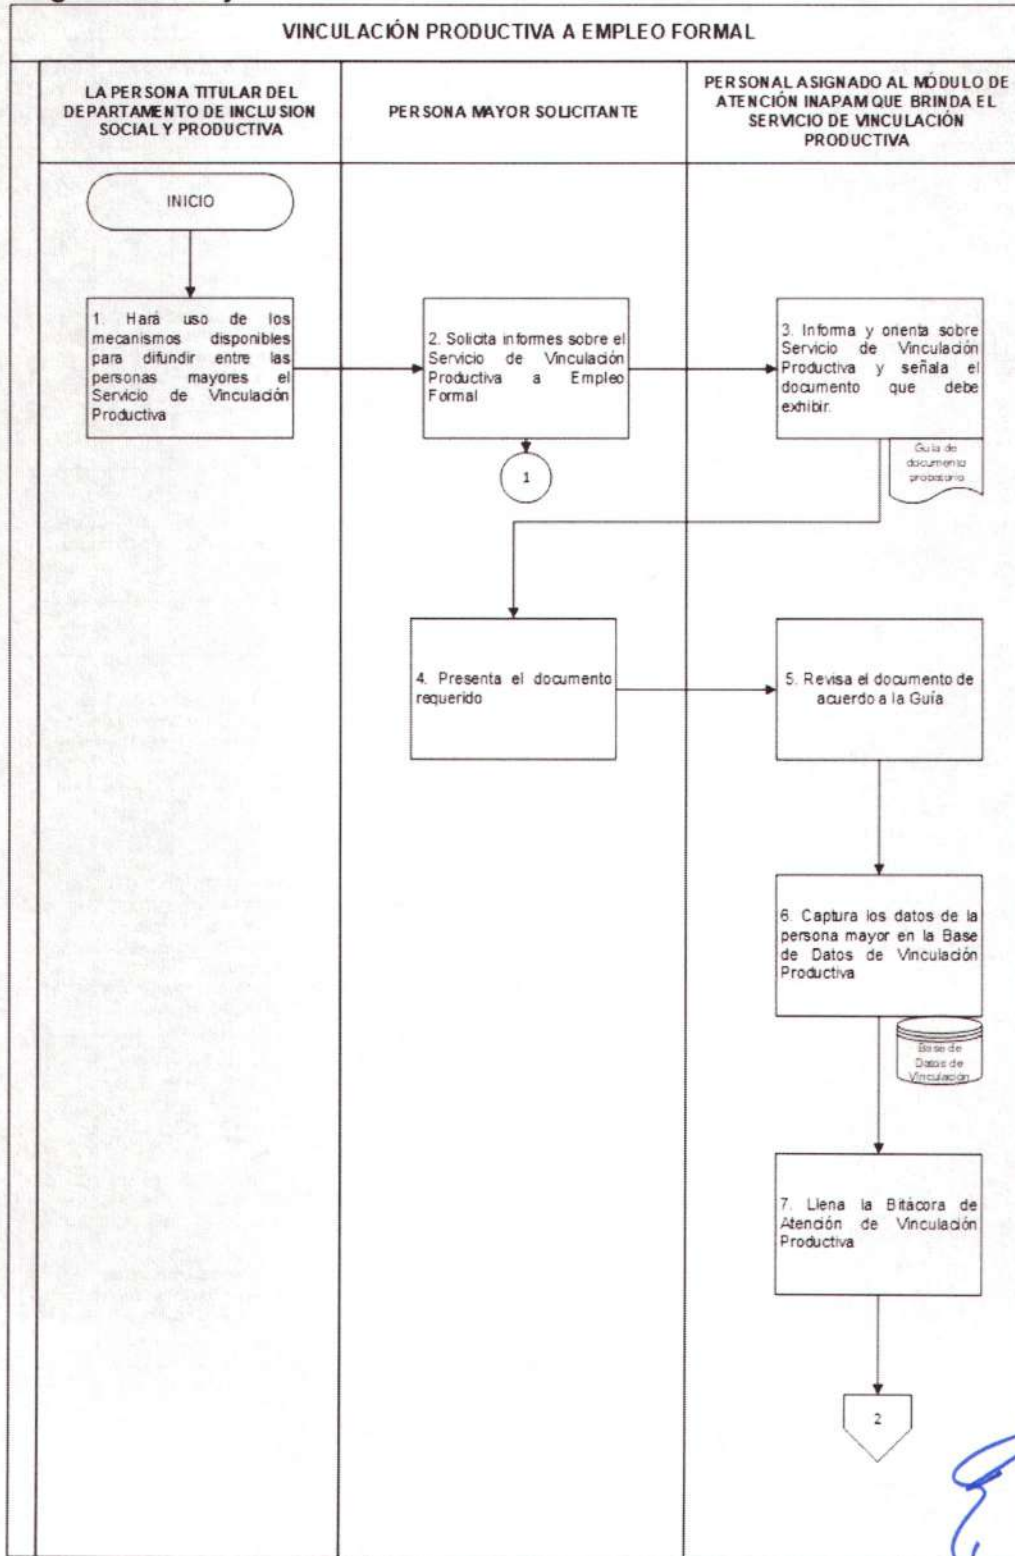 VINCULACIÓN PRODUCTIVA A EMPLEO FORMAL
LA PERSONA TITULAR DEL
DEPARTAMENTO DE INCLUSION
SOCIAL Y PRODUCTIVA
PERSONA MAYOR SOLICITANTE
PERSONAL ASIGNADO AL MÓDULO DE
ATENCIÓN INAPAM QUE BRINDA EL
SERVICIO DE VINCULACIÓN
PRODUCTIVA
INICIO
1. Hará uso de los
mecanismos disponibles
para difundir entre las
personas mayores el
Servicio de Vinculación
Productiva
2. Solicita informes sobre el
Servicio de Vinculación
Productiva a Empleo
Formal
1
3. Informa y orienta sobre
Servicio de Vinculación
Productiva y señala el
documento que debe
exhibir.
Guía de
documento
probatorio
4. Presenta el documento
requerido
5. Revisa el documento de
acuerdo a la Guía
6. Captura los datos de la
persona mayor en la Base
de Datos de Vinculación
Productiva
Base de
Datos de
Vinculación
7. Llena la Bitácora de
Atención de Vinculación
Productiva
2